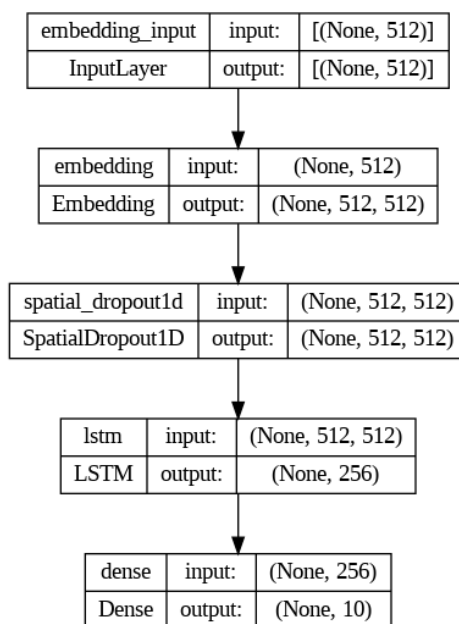 embedding_input input: [(None, 512)]
InputLayer output: [(None, 512)]
embedding input: (None, 512)
Embedding output: (None, 512, 512)
spatial_dropout1d input: (None, 512, 512)
SpatialDropout1D output: (None, 512, 512)
lstm input: (None, 512, 512)
LSTM output: (None, 256)
dense input: (None, 256)
Dense output: (None, 10)